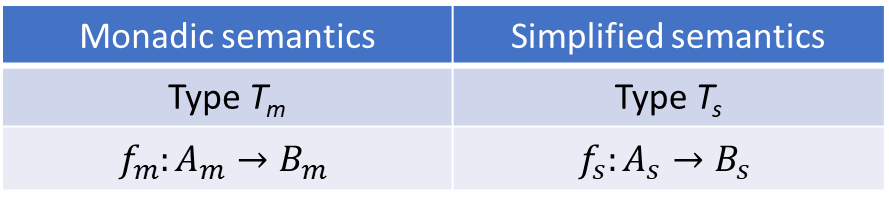 Monadic semantics Simplified semantics
Type Tₘ Type Tₛ
fₘ: Aₘ → Bₘ fₛ: Aₛ → Bₛ